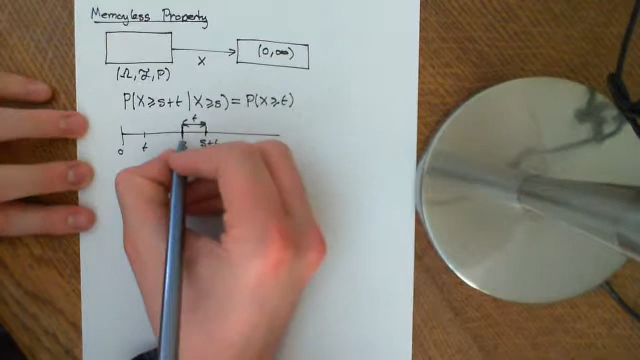 Memoryless Property
(0,∞)
X
(Ω, ℱ, P)
P(X≥s+t | X≥s) = P(X≥t)
t
0 t s+t